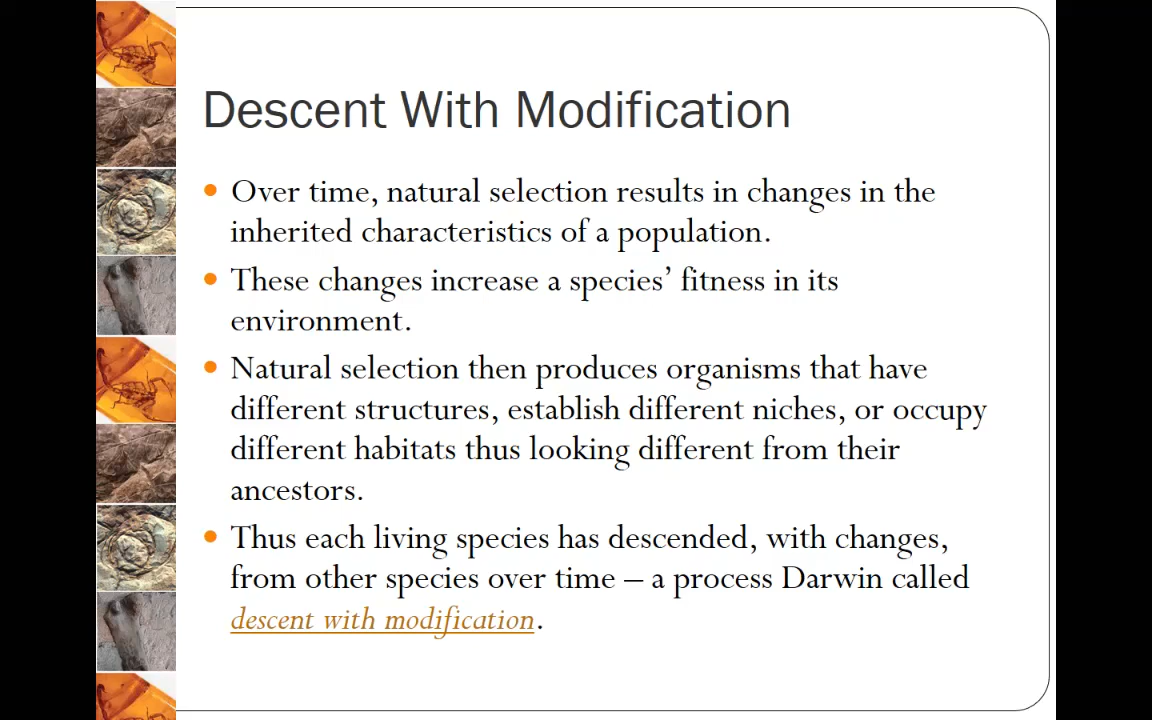 Descent With Modification
Over time, natural selection results in changes in the
inherited characteristics of a population.
These changes increase a species’ fitness in its
environment.
Natural selection then produces organisms that have
different structures, establish different niches, or occupy
different habitats thus looking different from their
ancestors.
Thus each living species has descended, with changes,
from other species over time – a process Darwin called
descent with modification.